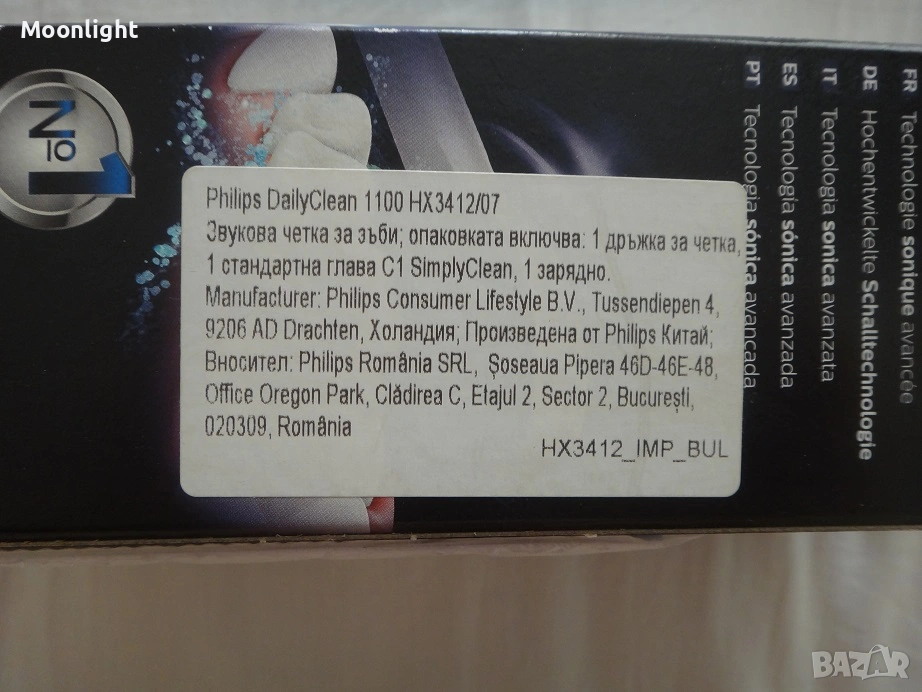 Moonlight
№1
FR Technologie sonique avancée
DE Hochentwickelte Schalltechnologie
IT Tecnologia sonica avanzata
ES Tecnología sónica avanzada
PT Tecnologia sónica avançada
Philips DailyClean 1100 HX3412/07
Звукова четка за зъби; опаковката включва: 1 дръжка за четка,
1 стандартна глава C1 SimplyClean, 1 зарядно.
Manufacturer: Philips Consumer Lifestyle B.V., Tussendiepen 4,
9206 AD Drachten, Холандия; Произведена от Philips Китай;
Вносител: Philips România SRL, Șoseaua Pipera 46D-46E-48,
Office Oregon Park, Clădirea C, Etajul 2, Sector 2, București,
020309, România
HX3412_IMP_BUL
BAZAR